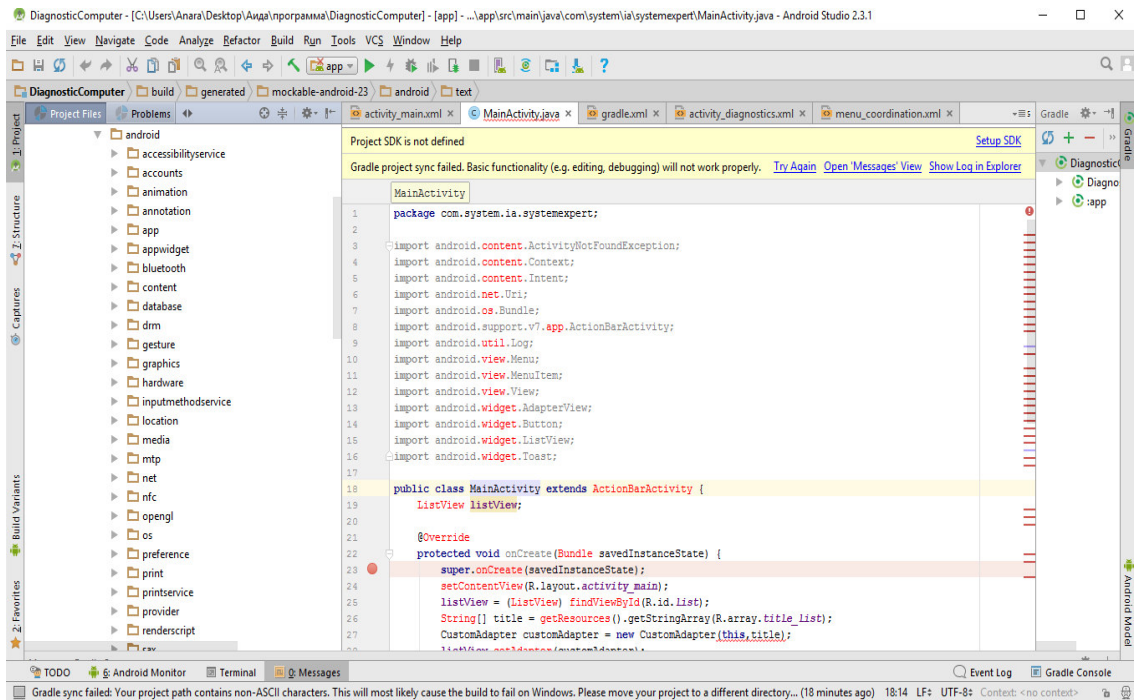 DiagnosticComputer - [C:\Users\Anara\Desktop\Аида\программа\DiagnosticComputer] - [app] - ...\app\src\main\java\com\system\ia\systemexpert\MainActivity.java - Android Studio 2.3.1
File Edit View Navigate Code Analyze Refactor Build Run Tools VCS Window Help
app
DiagnosticComputer build generated mockable-android-23 android text
Project Files Problems
activity_main.xml MainActivity.java gradle.xml activity_diagnostics.xml menu_coordination.xml
Gradle
1: Project
Z: Structure
Captures
Build Variants
2: Favorites
android
accessibilityservice
accounts
animation
annotation
app
appwidget
bluetooth
content
database
drm
gesture
graphics
hardware
inputmethodservice
location
media
mtp
net
nfc
opengl
os
preference
print
printservice
provider
renderscript
Project SDK is not defined Setup SDK
Gradle project sync failed. Basic functionality (e.g. editing, debugging) will not work properly. Try Again Open 'Messages' View Show Log in Explorer
MainActivity
1 package com.system.ia.systemexpert;
2
3 import android.content.ActivityNotFoundException;
4 import android.content.Context;
5 import android.content.Intent;
6 import android.net.Uri;
7 import android.os.Bundle;
8 import android.support.v7.app.ActionBarActivity;
9 import android.util.Log;
10 import android.view.Menu;
11 import android.view.MenuItem;
12 import android.view.View;
13 import android.widget.AdapterView;
14 import android.widget.Button;
15 import android.widget.ListView;
16 import android.widget.Toast;
17
18 public class MainActivity extends ActionBarActivity {
19 ListView listView;
20
21 @Override
22 protected void onCreate(Bundle savedInstanceState) {
23 super.onCreate(savedInstanceState);
24 setContentView(R.layout.activity_main);
25 listView = (ListView) findViewById(R.id.List);
26 String[] title = getResources().getStringArray(R.array.title_list);
27 CustomAdapter customAdapter = new CustomAdapter(this,title);
Diagnostic
Diagno
:app
Gradle
Android Model
TODO 6: Android Monitor Terminal 0: Messages Event Log Gradle Console
Gradle sync failed: Your project path contains non-ASCII characters. This will most likely cause the build to fail on Windows. Please move your project to a different directory... (18 minutes ago) 18:14 LF÷ UTF-8÷ Context: <no context>